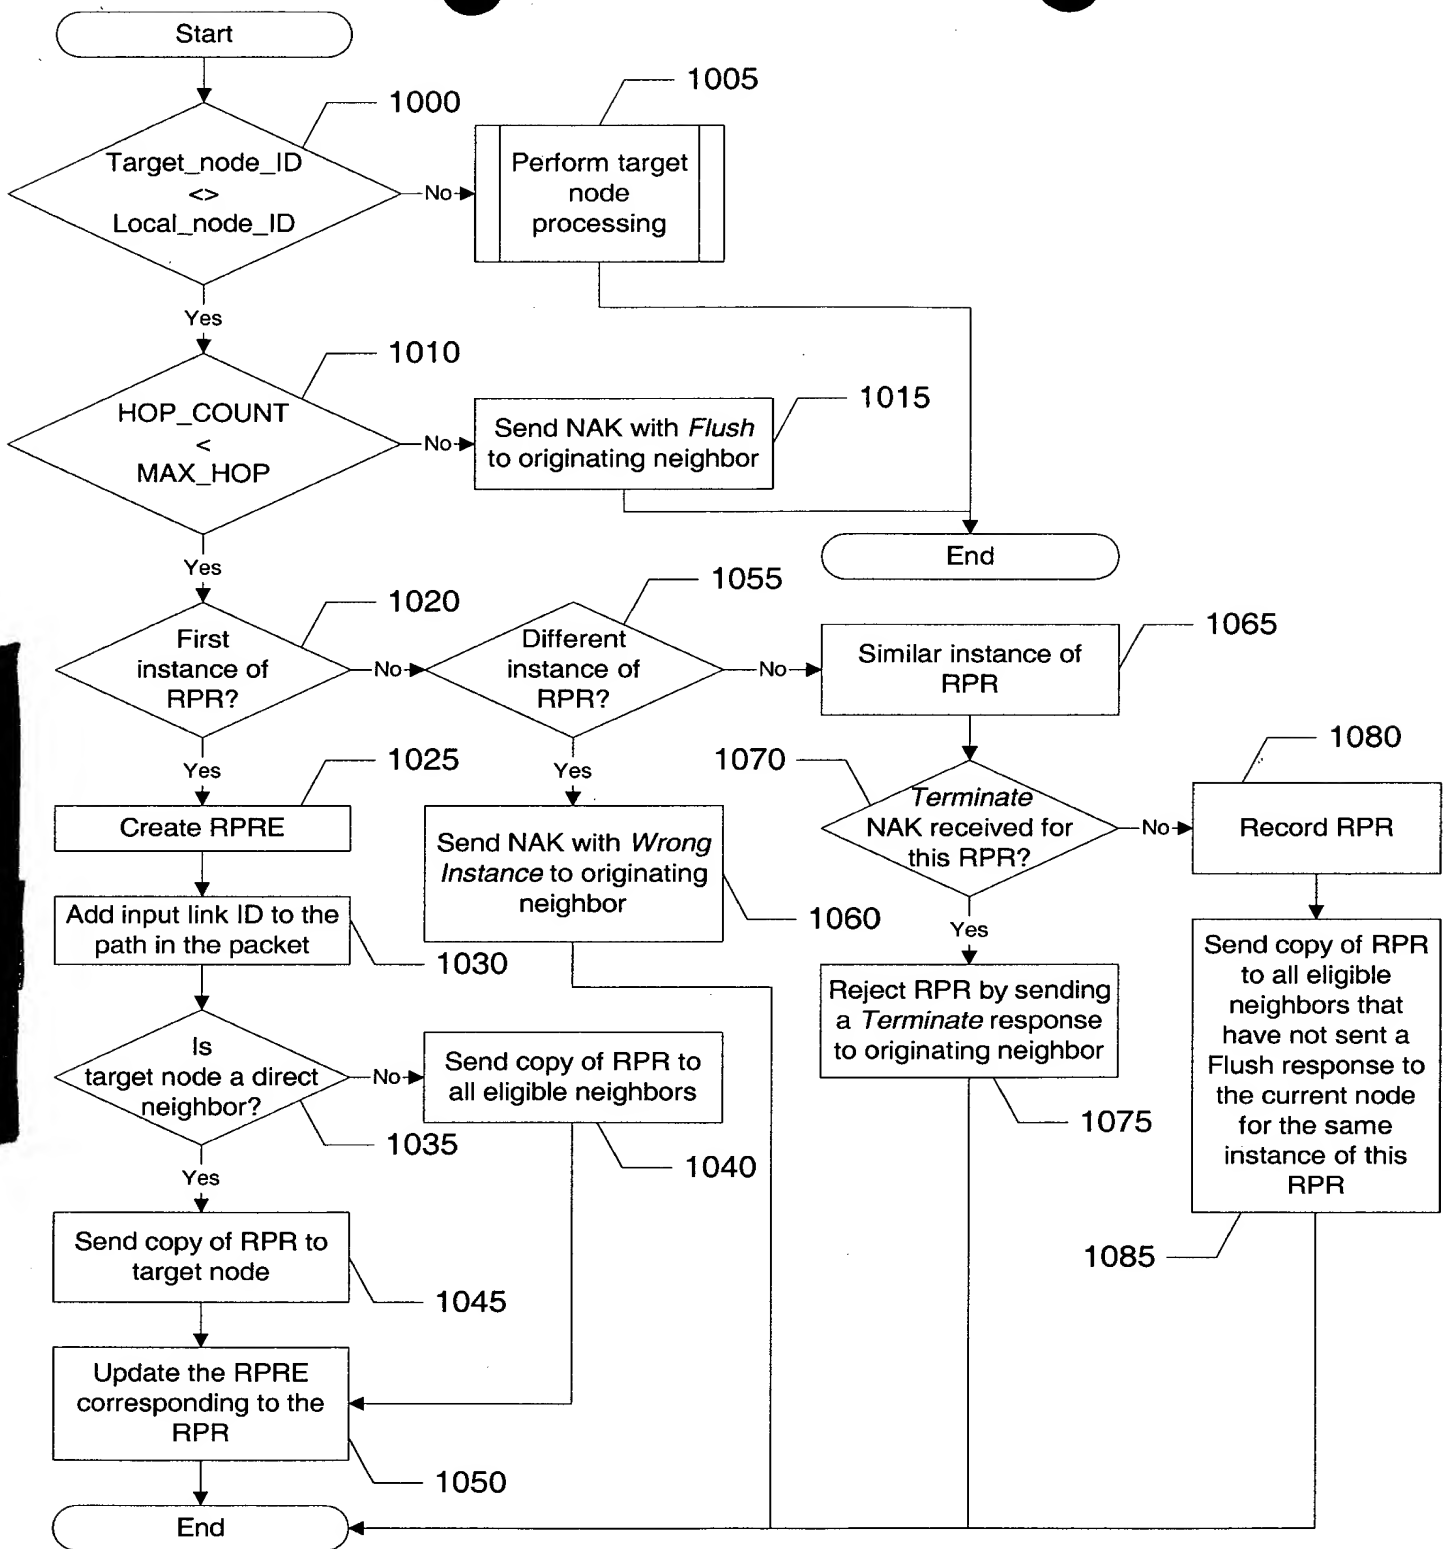 Start
1000
Target_node_ID
<>
Local_node_ID
No
1005
Perform target
node
processing
Yes
1010
HOP_COUNT
<
MAX_HOP
No
1015
Send NAK with Flush
to originating neighbor
End
Yes
1020
First
instance of
RPR?
No
1055
Different
instance of
RPR?
No
1065
Similar instance of
RPR
Yes
1025
Create RPRE
Yes
Send NAK with Wrong
Instance to originating
neighbor
1060
1070
Terminate
NAK received for
this RPR?
No
1080
Record RPR
Add input link ID to the
path in the packet
1030
Yes
Reject RPR by sending
a Terminate response
to originating neighbor
1075
Send copy of RPR
to all eligible
neighbors that
have not sent a
Flush response to
the current node
for the same
instance of this
RPR
1085
Is
target node a direct
neighbor?
1035
No
Send copy of RPR to
all eligible neighbors
1040
Yes
Send copy of RPR to
target node
1045
Update the RPRE
corresponding to the
RPR
1050
End